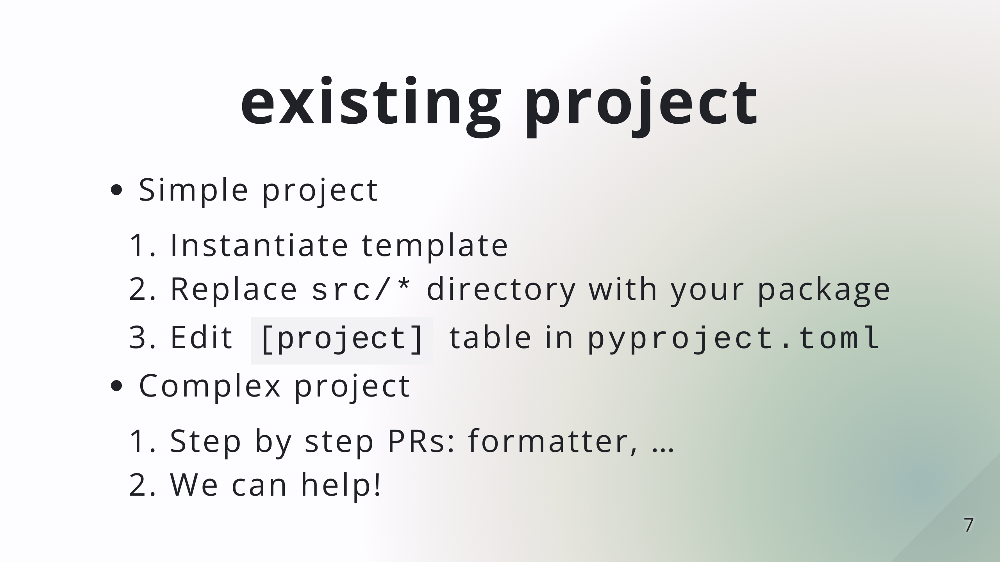 existing project
• Simple project
1. Instantiate template
2. Replace src/* directory with your package
3. Edit [project] table in pyproject.toml
• Complex project
1. Step by step PRs: formatter, …
2. We can help!
7